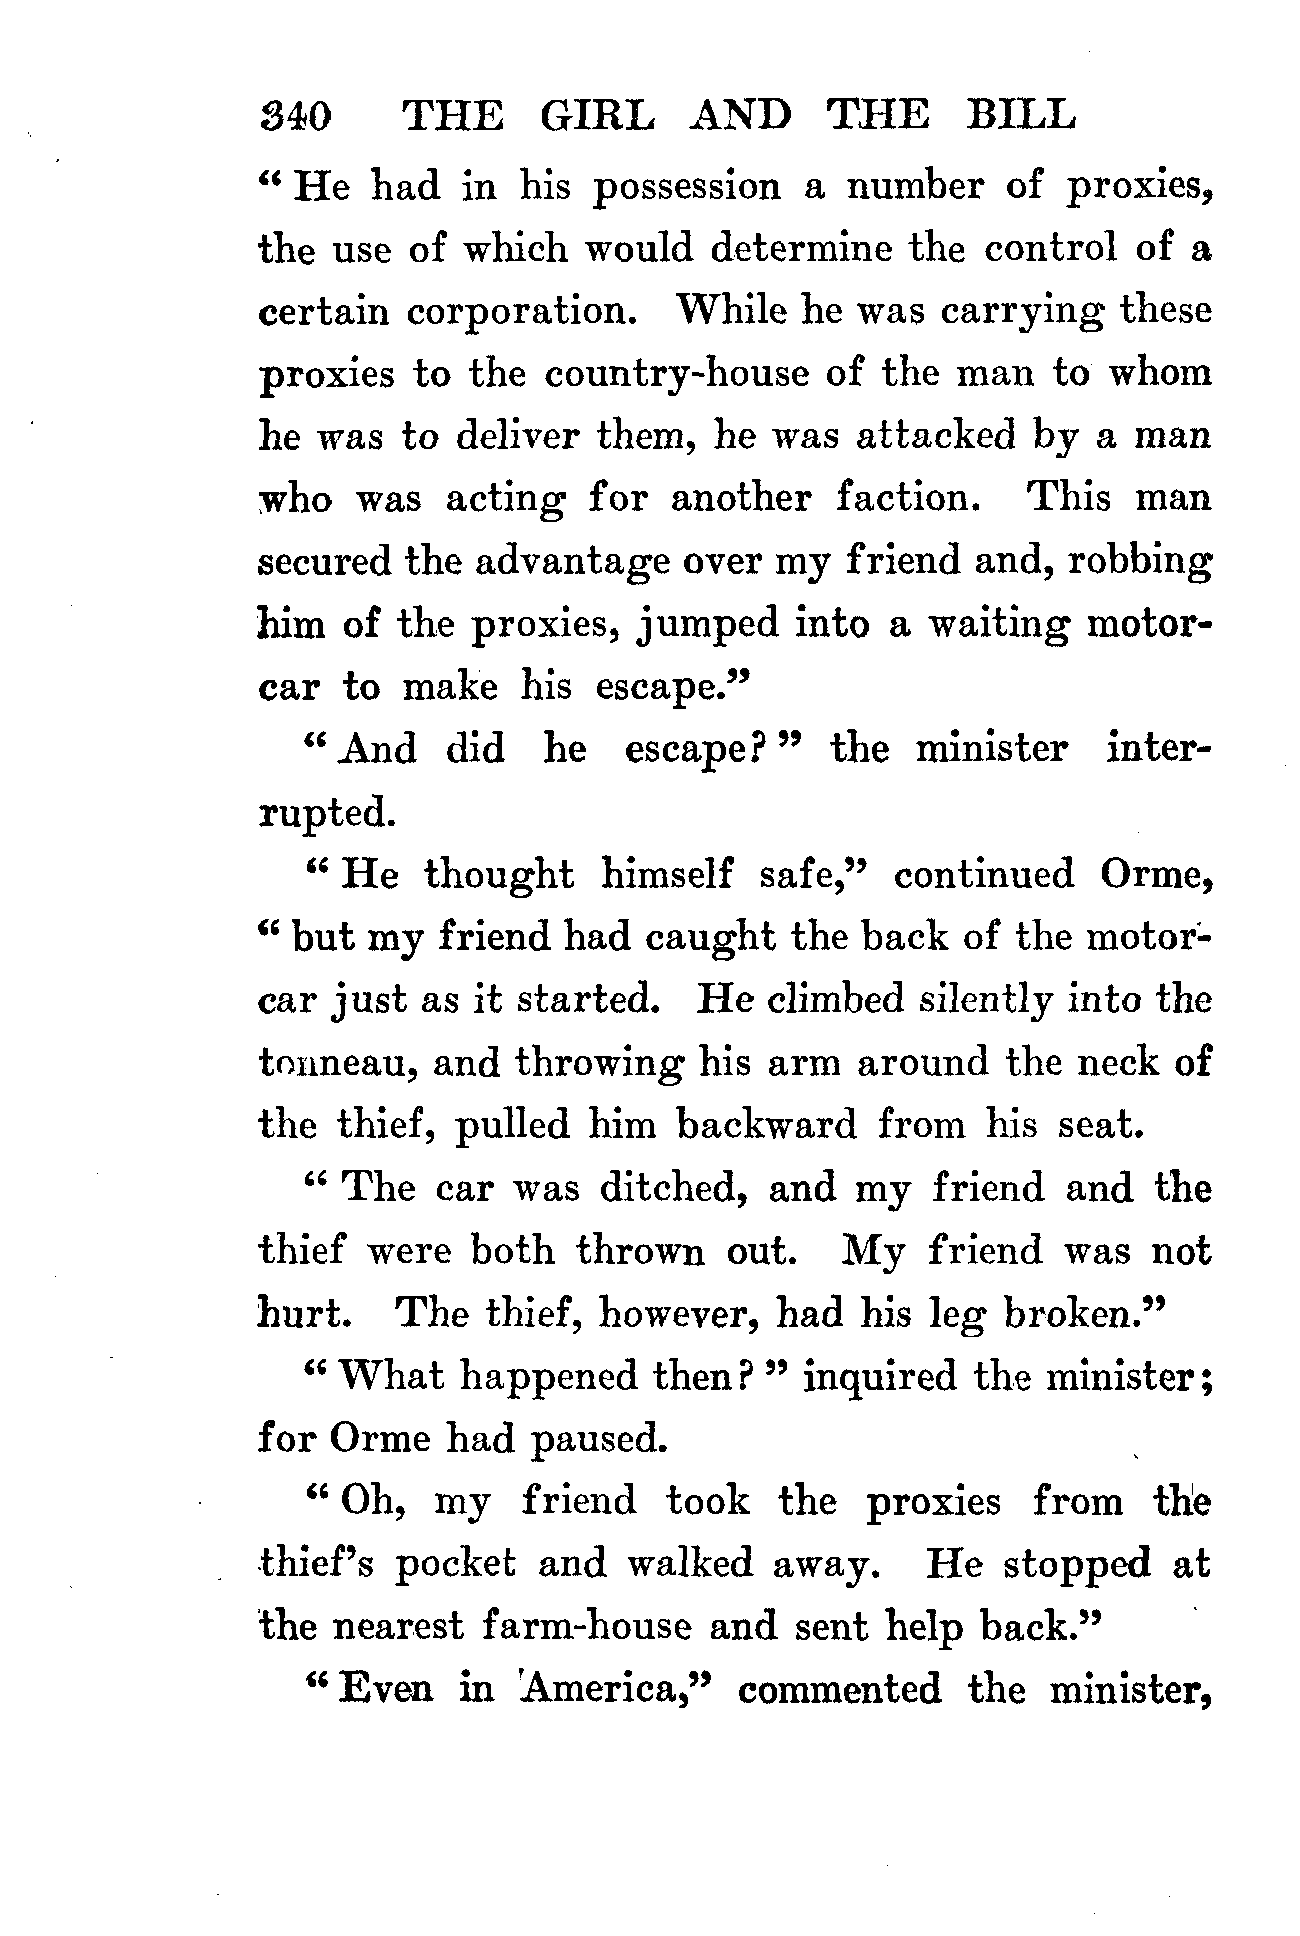 340 THE GIRL AND THE BILL
“He had in his possession a number of proxies,
the use of which would determine the control of a
certain corporation. While he was carrying these
proxies to the country-house of the man to whom
he was to deliver them, he was attacked by a man
who was acting for another faction. This man
secured the advantage over my friend and, robbing
him of the proxies, jumped into a waiting motor-
car to make his escape.”
“And did he escape?” the minister inter-
rupted.
“He thought himself safe,” continued Orme,
“but my friend had caught the back of the motor-
car just as it started. He climbed silently into the
tonneau, and throwing his arm around the neck of
the thief, pulled him backward from his seat.
“The car was ditched, and my friend and the
thief were both thrown out. My friend was not
hurt. The thief, however, had his leg broken.”
“What happened then?” inquired the minister;
for Orme had paused.
“Oh, my friend took the proxies from the
thief’s pocket and walked away. He stopped at
the nearest farm-house and sent help back.”
“Even in America,” commented the minister,